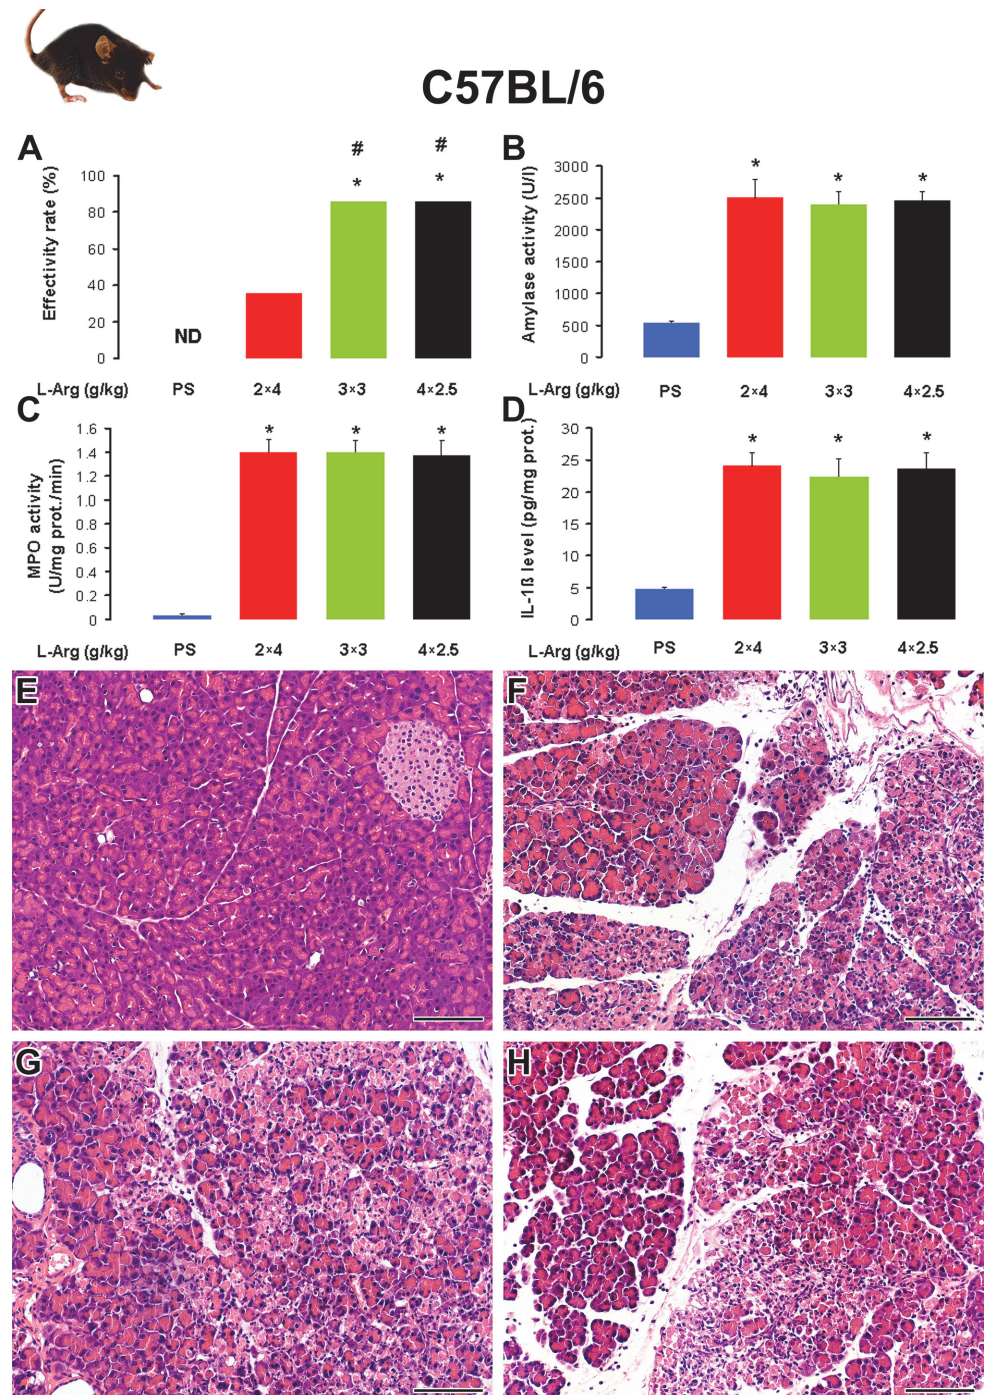 C57BL/6
A
# #
* *
Effectivity rate (%)
100
80
60
40
20
0
ND
L-Arg (g/kg) PS 2×4 3×3 4×2.5
B
* * *
Amylase activity (U/l)
3000
2500
2000
1500
1000
500
0
L-Arg (g/kg) PS 2×4 3×3 4×2.5
C
* * *
MPO activity
(U/mg prot./min)
1.6
1.4
1.2
1.0
0.8
0.6
0.4
0.2
0
L-Arg (g/kg) PS 2×4 3×3 4×2.5
D
* * *
IL-1ß level (pg/mg prot.)
30
25
20
15
10
5
0
L-Arg (g/kg) PS 2×4 3×3 4×2.5
E
F
G
H